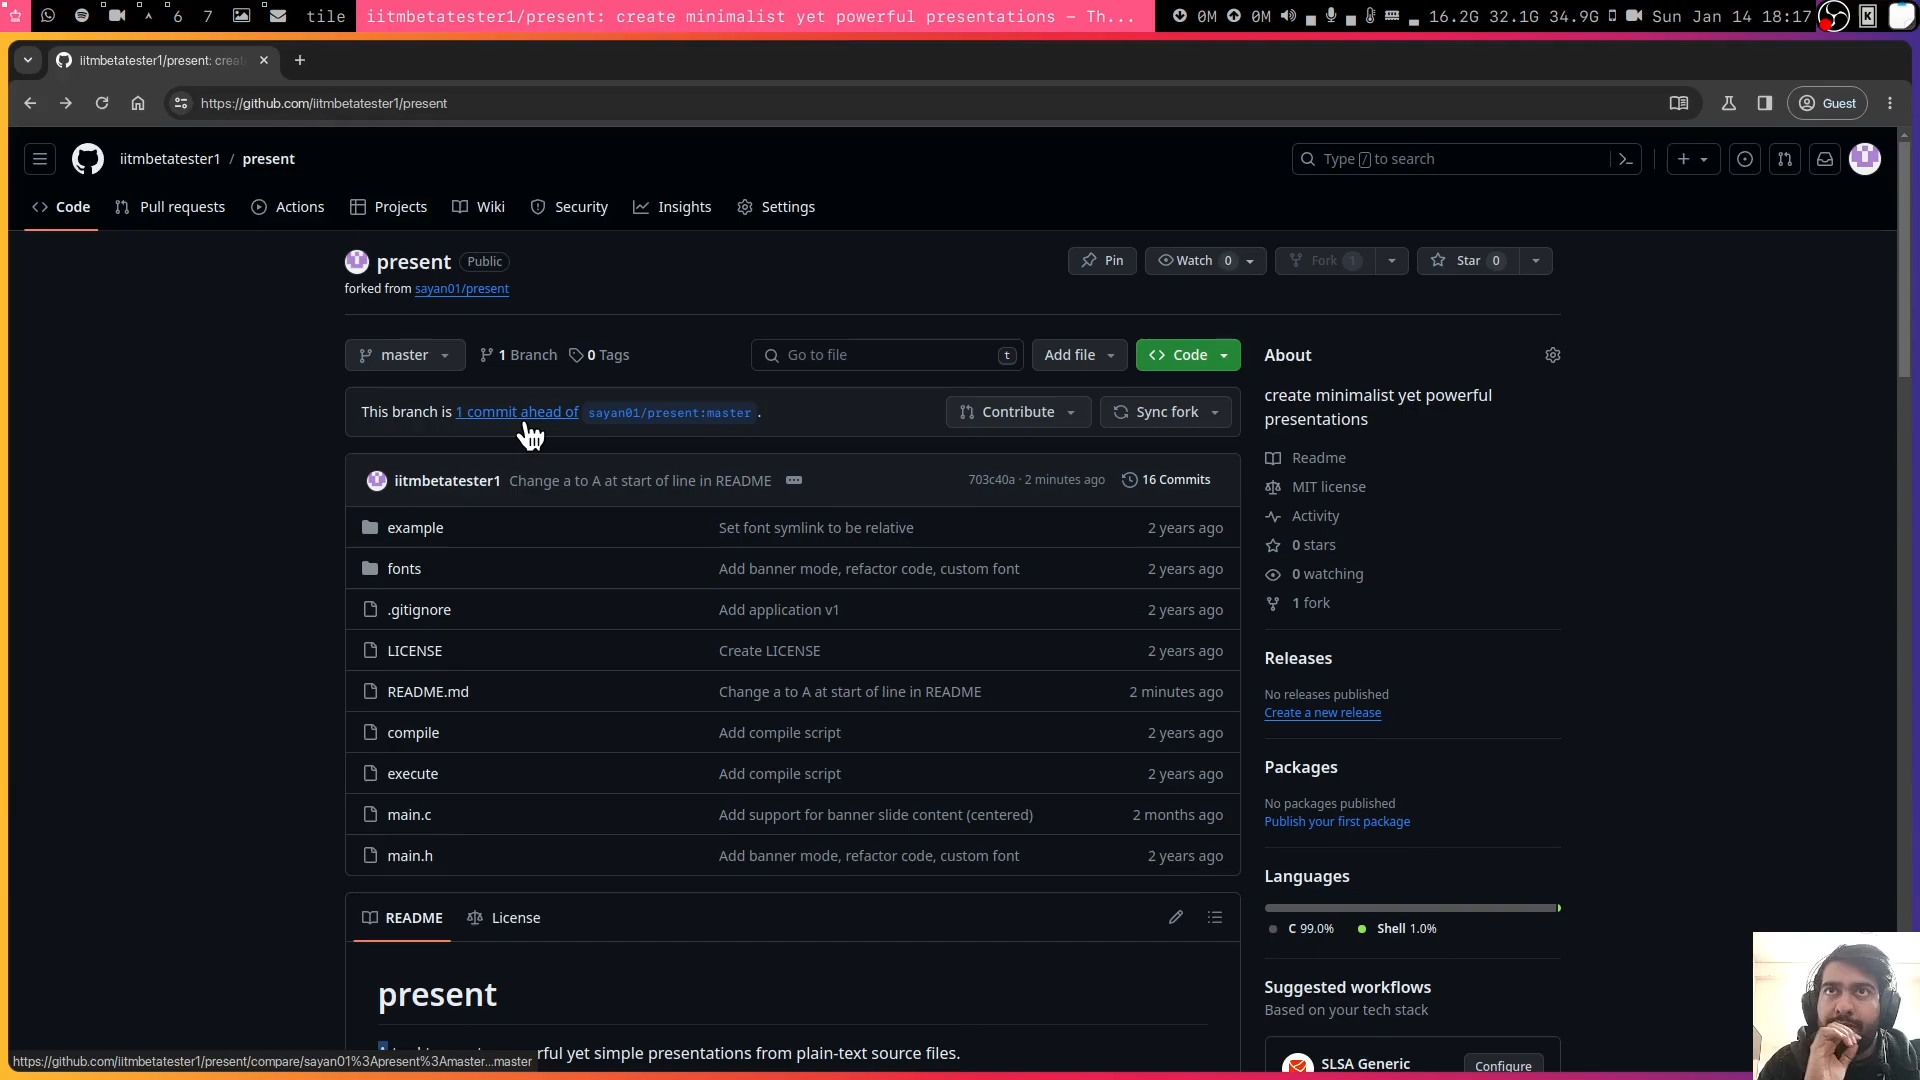 6 7 tile iitmbetatester1/present: create minimalist yet powerful presentations – Th... 0M 0M 16.2G 32.1G 34.9G Sun Jan 14 18:17 K
iitmbetatester1/present: crea
https://github.com/iitmbetatester1/present
Guest
iitmbetatester1 / present
Type / to search
Code
Pull requests
Actions
Projects
Wiki
Security
Insights
Settings
present Public
Pin
Watch 0
Fork 1
Star 0
forked from sayan01/present
master
1 Branch
0 Tags
Go to file t
Add file
Code
This branch is 1 commit ahead of sayan01/present:master .
Contribute
Sync fork
iitmbetatester1 Change a to A at start of line in README 703c40a · 2 minutes ago 16 Commits
example Set font symlink to be relative 2 years ago
fonts Add banner mode, refactor code, custom font 2 years ago
.gitignore Add application v1 2 years ago
LICENSE Create LICENSE 2 years ago
README.md Change a to A at start of line in README 2 minutes ago
compile Add compile script 2 years ago
execute Add compile script 2 years ago
main.c Add support for banner slide content (centered) 2 months ago
main.h Add banner mode, refactor code, custom font 2 years ago
README
License
present
rful yet simple presentations from plain-text source files.
https://github.com/iitmbetatester1/present/compare/sayan01%3Apresent%3Amaster...master
About
create minimalist yet powerful
presentations
Readme
MIT license
Activity
0 stars
0 watching
1 fork
Releases
No releases published
Create a new release
Packages
No packages published
Publish your first package
Languages
C 99.0% Shell 1.0%
Suggested workflows
Based on your tech stack
SLSA Generic
Configure